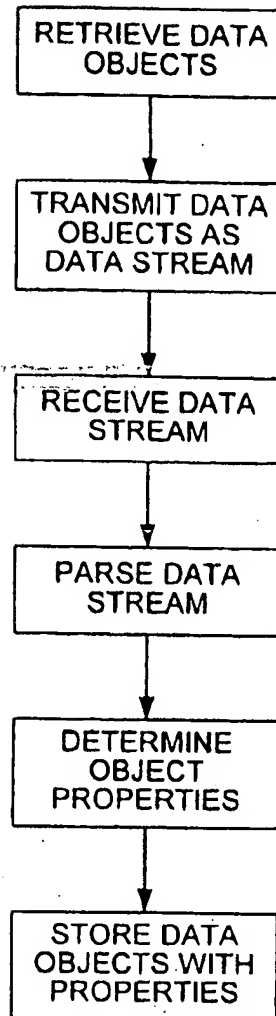 RETRIEVE DATA
OBJECTS
TRANSMIT DATA
OBJECTS AS
DATA STREAM
RECEIVE DATA
STREAM
PARSE DATA
STREAM
DETERMINE
OBJECT
PROPERTIES
STORE DATA
OBJECTS WITH
PROPERTIES